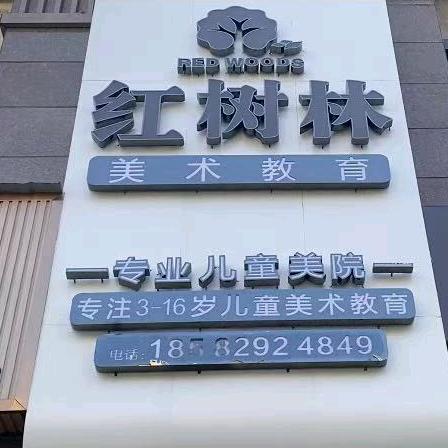 RED WOODS
红树林
美术教育
专业儿童美院
专注3-16岁儿童美术教育
电话: 18 8292 4849